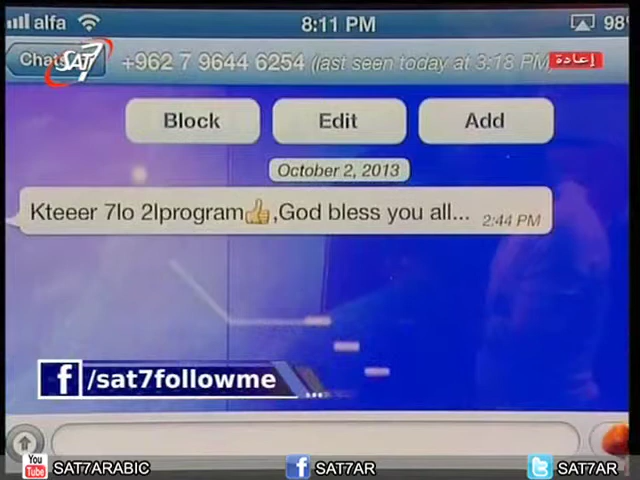 alfa 8:11 PM 98
Chats SAT7 +962 7 9644 6254 (last seen today at 3:18 PM إعادة
Block Edit Add
October 2, 2013
Kteeer 7lo 2lprogram👍,God bless you all... 2:44 PM
f /sat7followme
You Tube SAT7ARABIC f SAT7AR SAT7AR